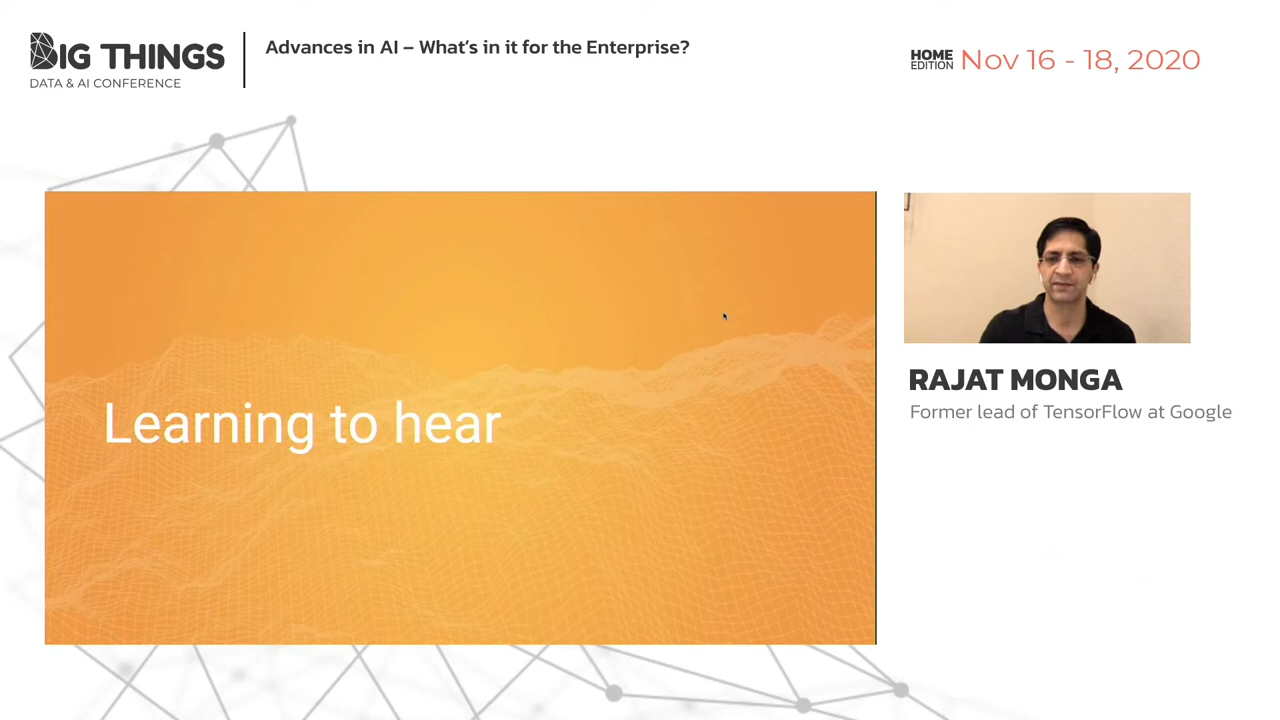 BIG THINGS
DATA & AI CONFERENCE
Advances in AI – What's in it for the Enterprise?
HOME
EDITION
Nov 16 - 18, 2020
Learning to hear
RAJAT MONGA
Former lead of TensorFlow at Google